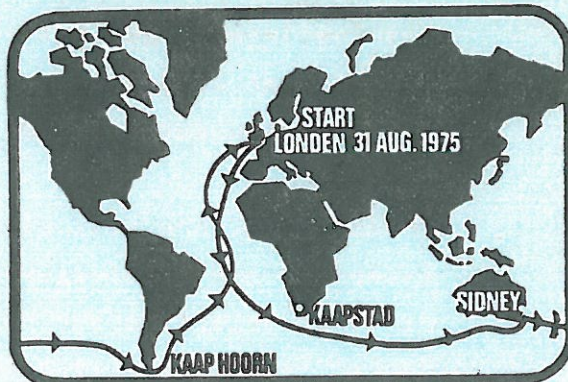 START
LONDEN 31 AUG. 1975
SIDNEY
KAAPSTAD
KAAP HOORN